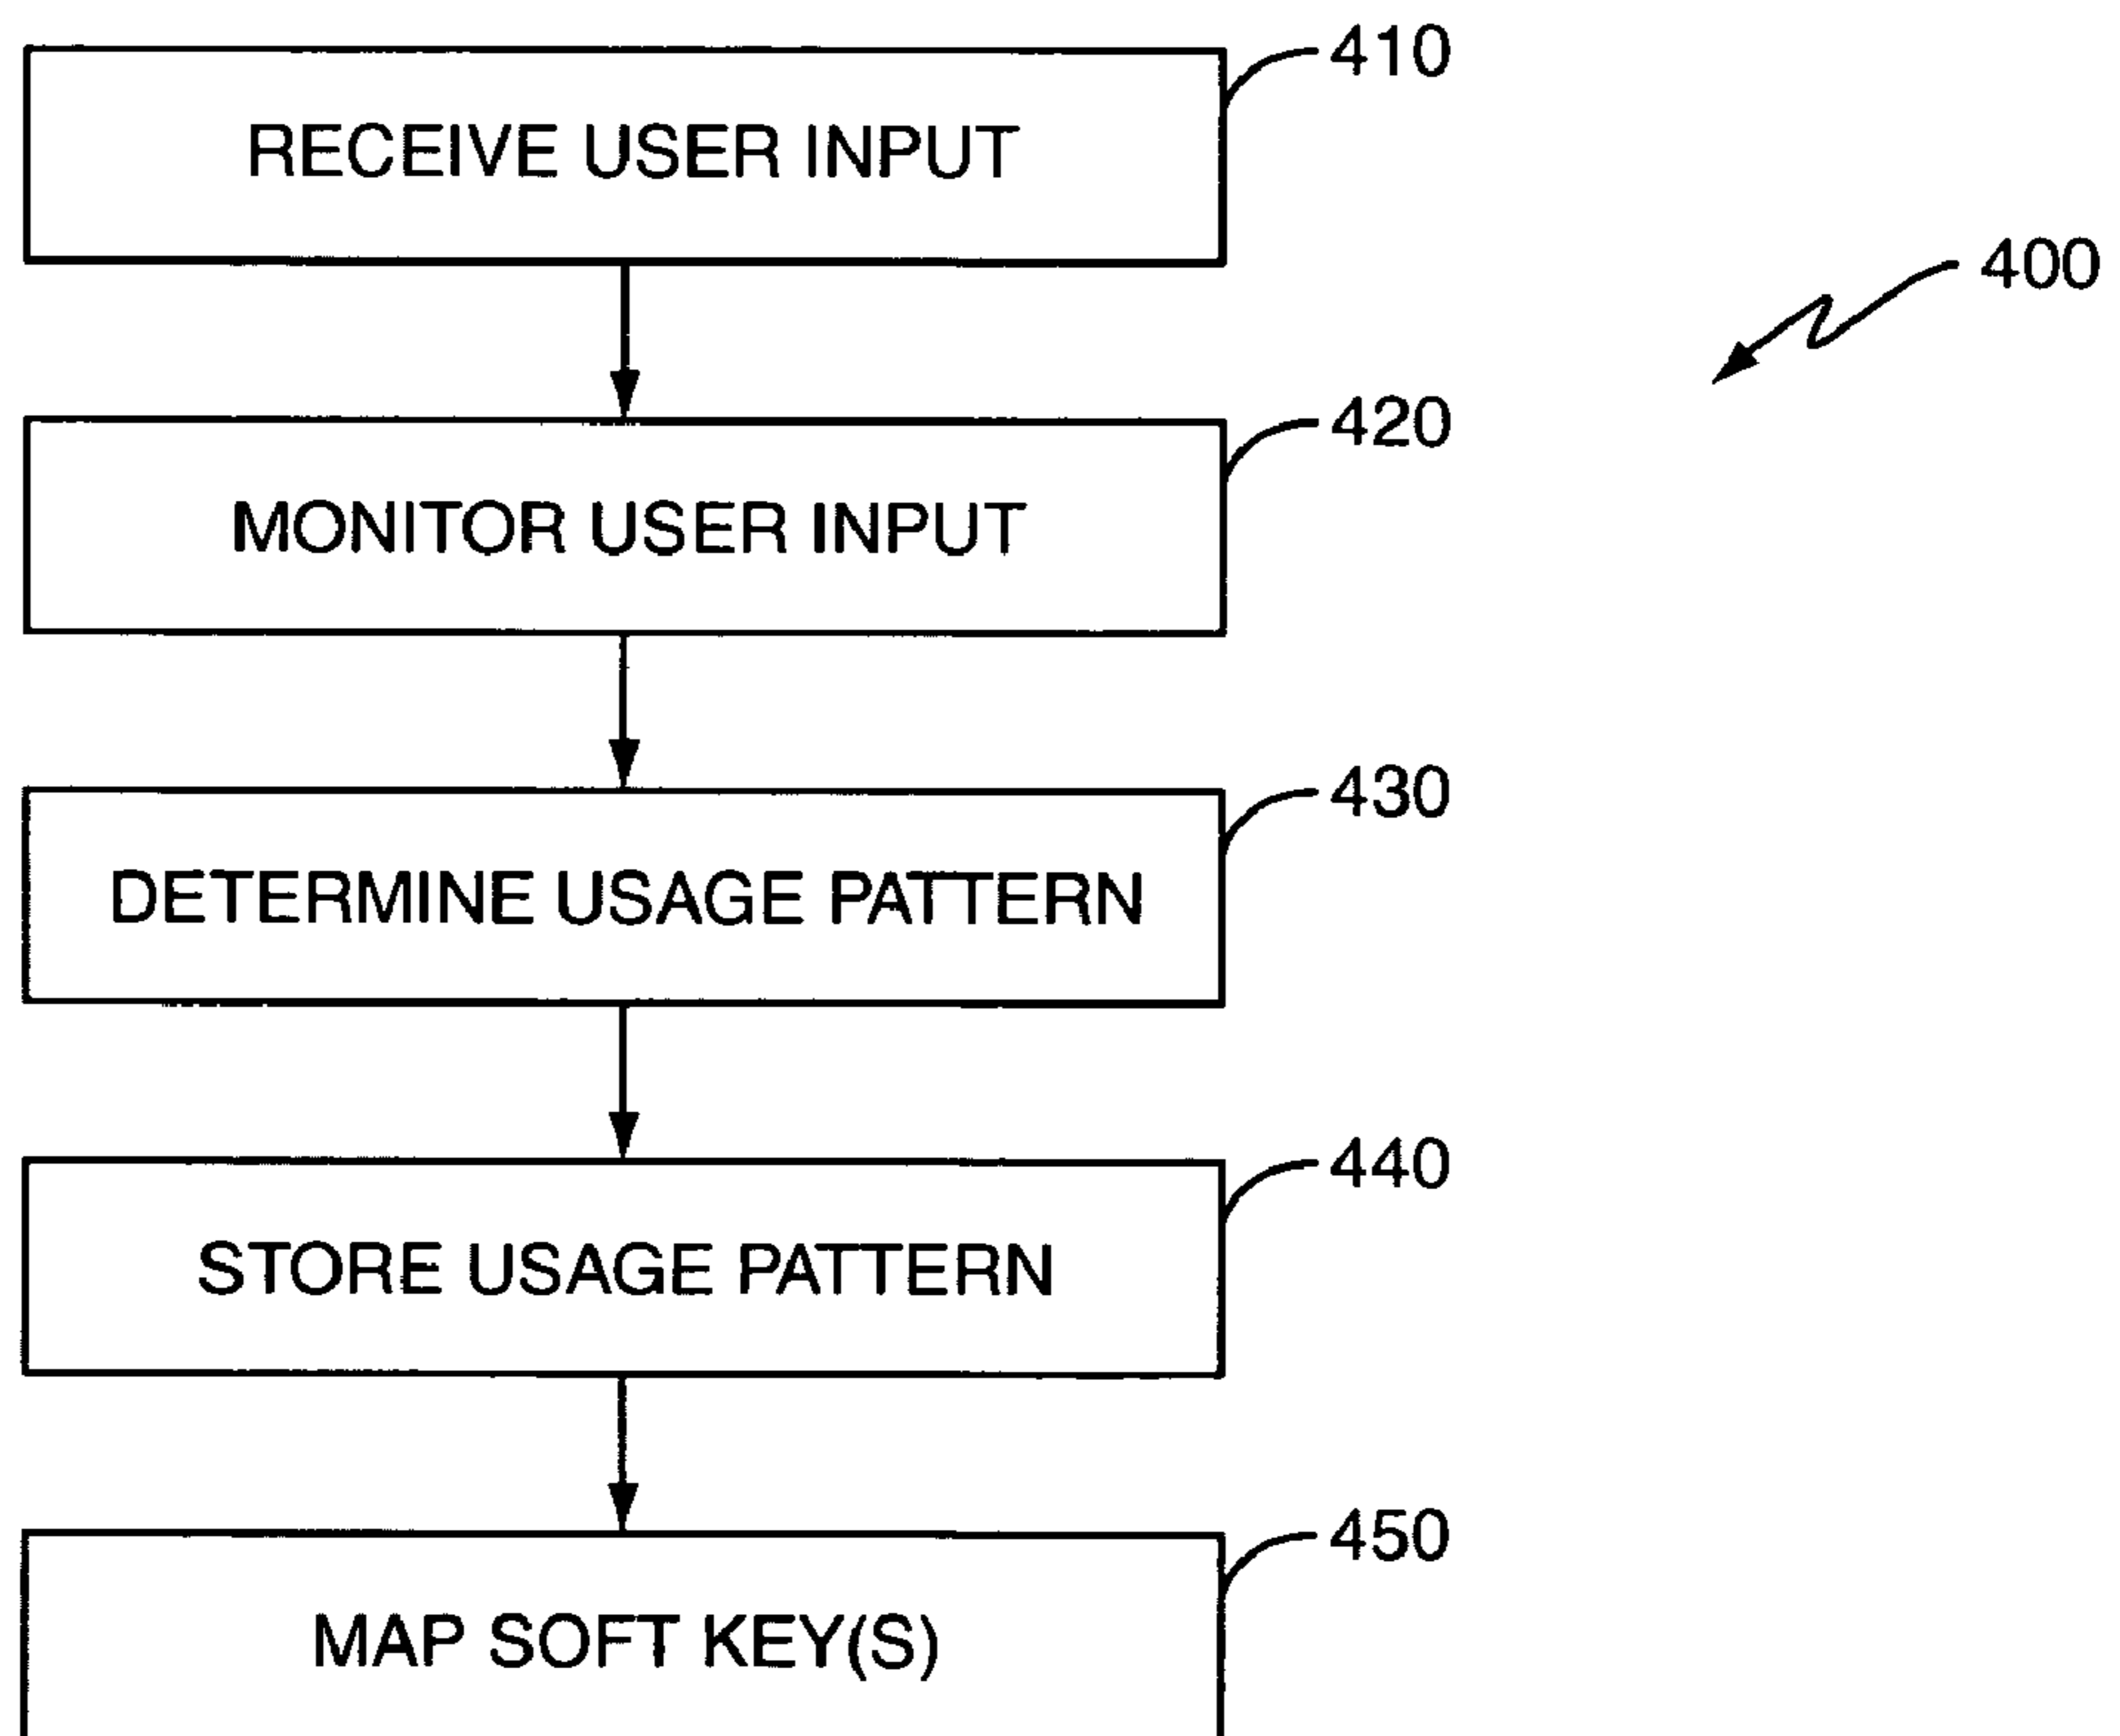 410
RECEIVE USER INPUT
400
420
MONITOR USER INPUT
430
DETERMINE USAGE PATTERN
440
STORE USAGE PATTERN
450
MAP SOFT KEY(S)